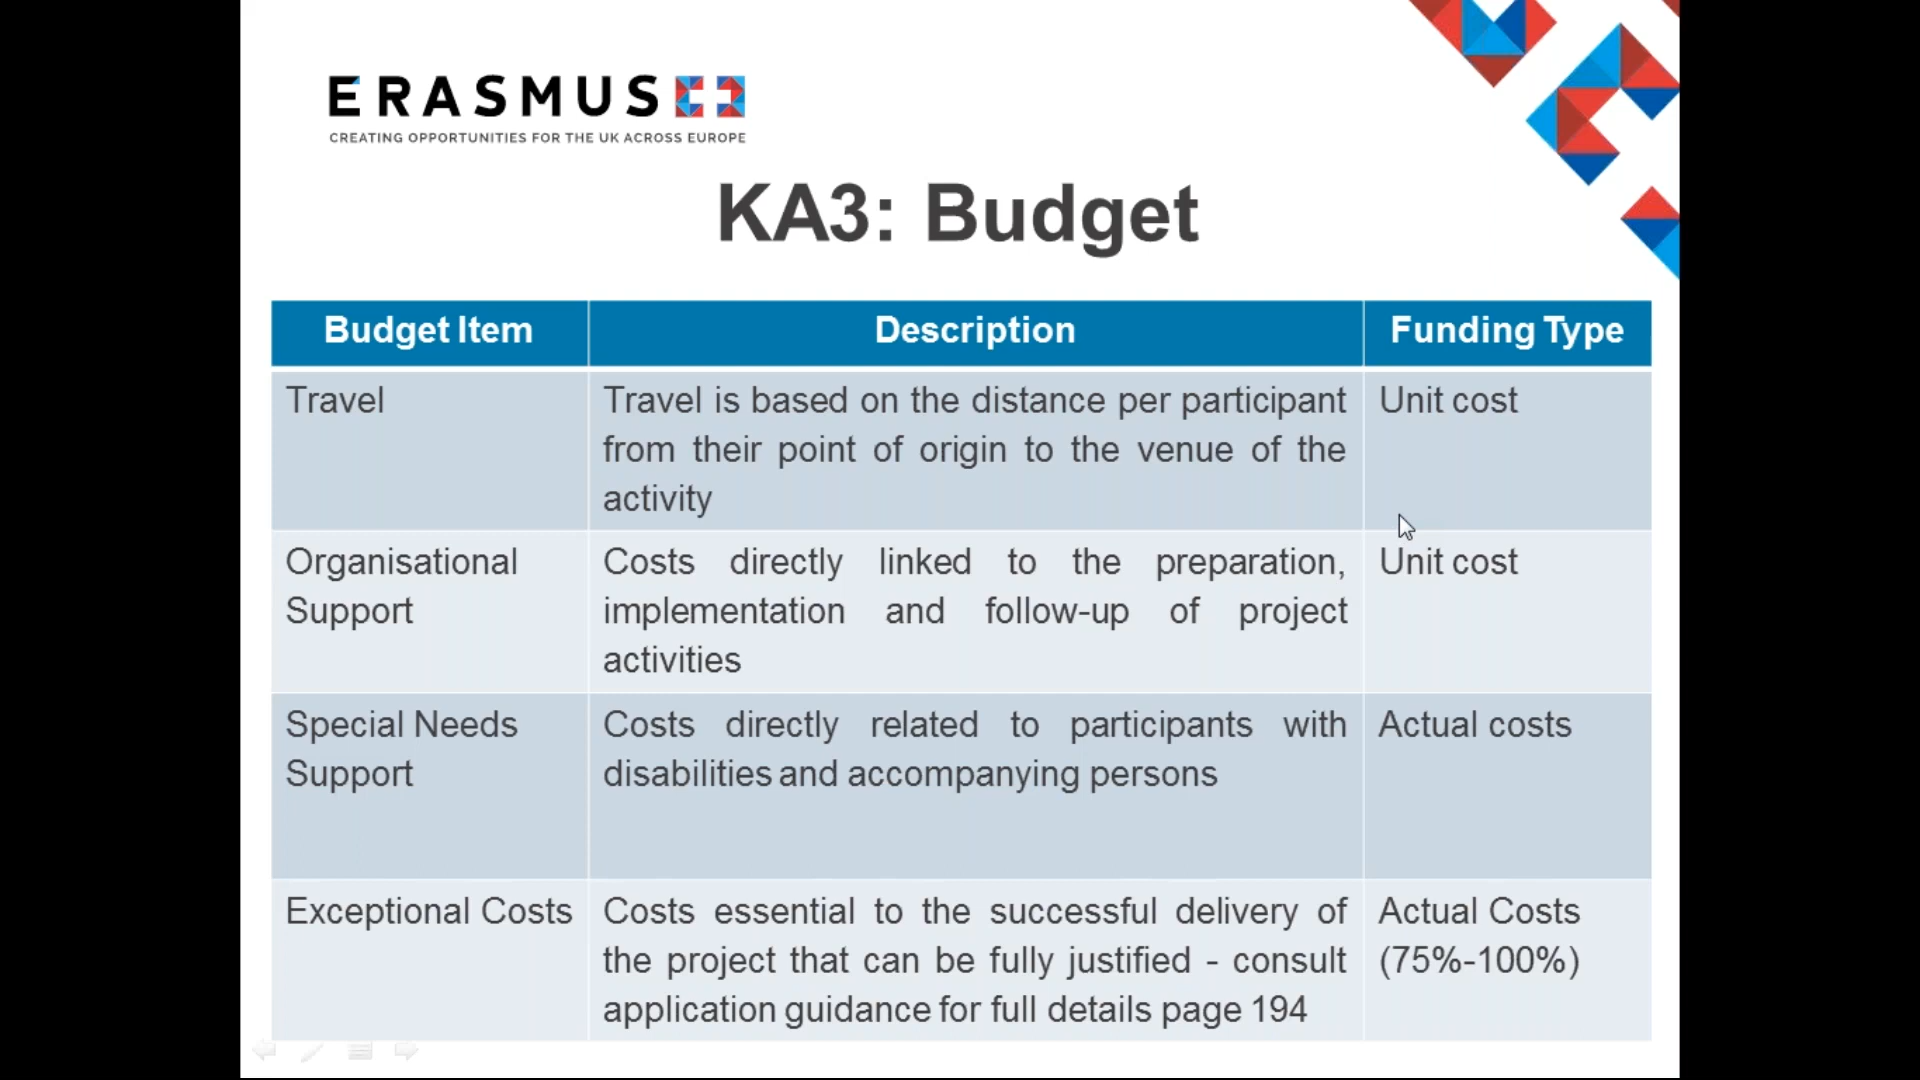 ERASMUS+
CREATING OPPORTUNITIES FOR THE UK ACROSS EUROPE
KA3: Budget
Budget Item
Description
Funding Type
Travel
Travel is based on the distance per participant
from their point of origin to the venue of the
activity
Unit cost
Organisational
Support
Costs directly linked to the preparation,
implementation and follow-up of project
activities
Unit cost
Special Needs
Support
Costs directly related to participants with
disabilities and accompanying persons
Actual costs
Exceptional Costs
Costs essential to the successful delivery of
the project that can be fully justified - consult
application guidance for full details page 194
Actual Costs
(75%-100%)